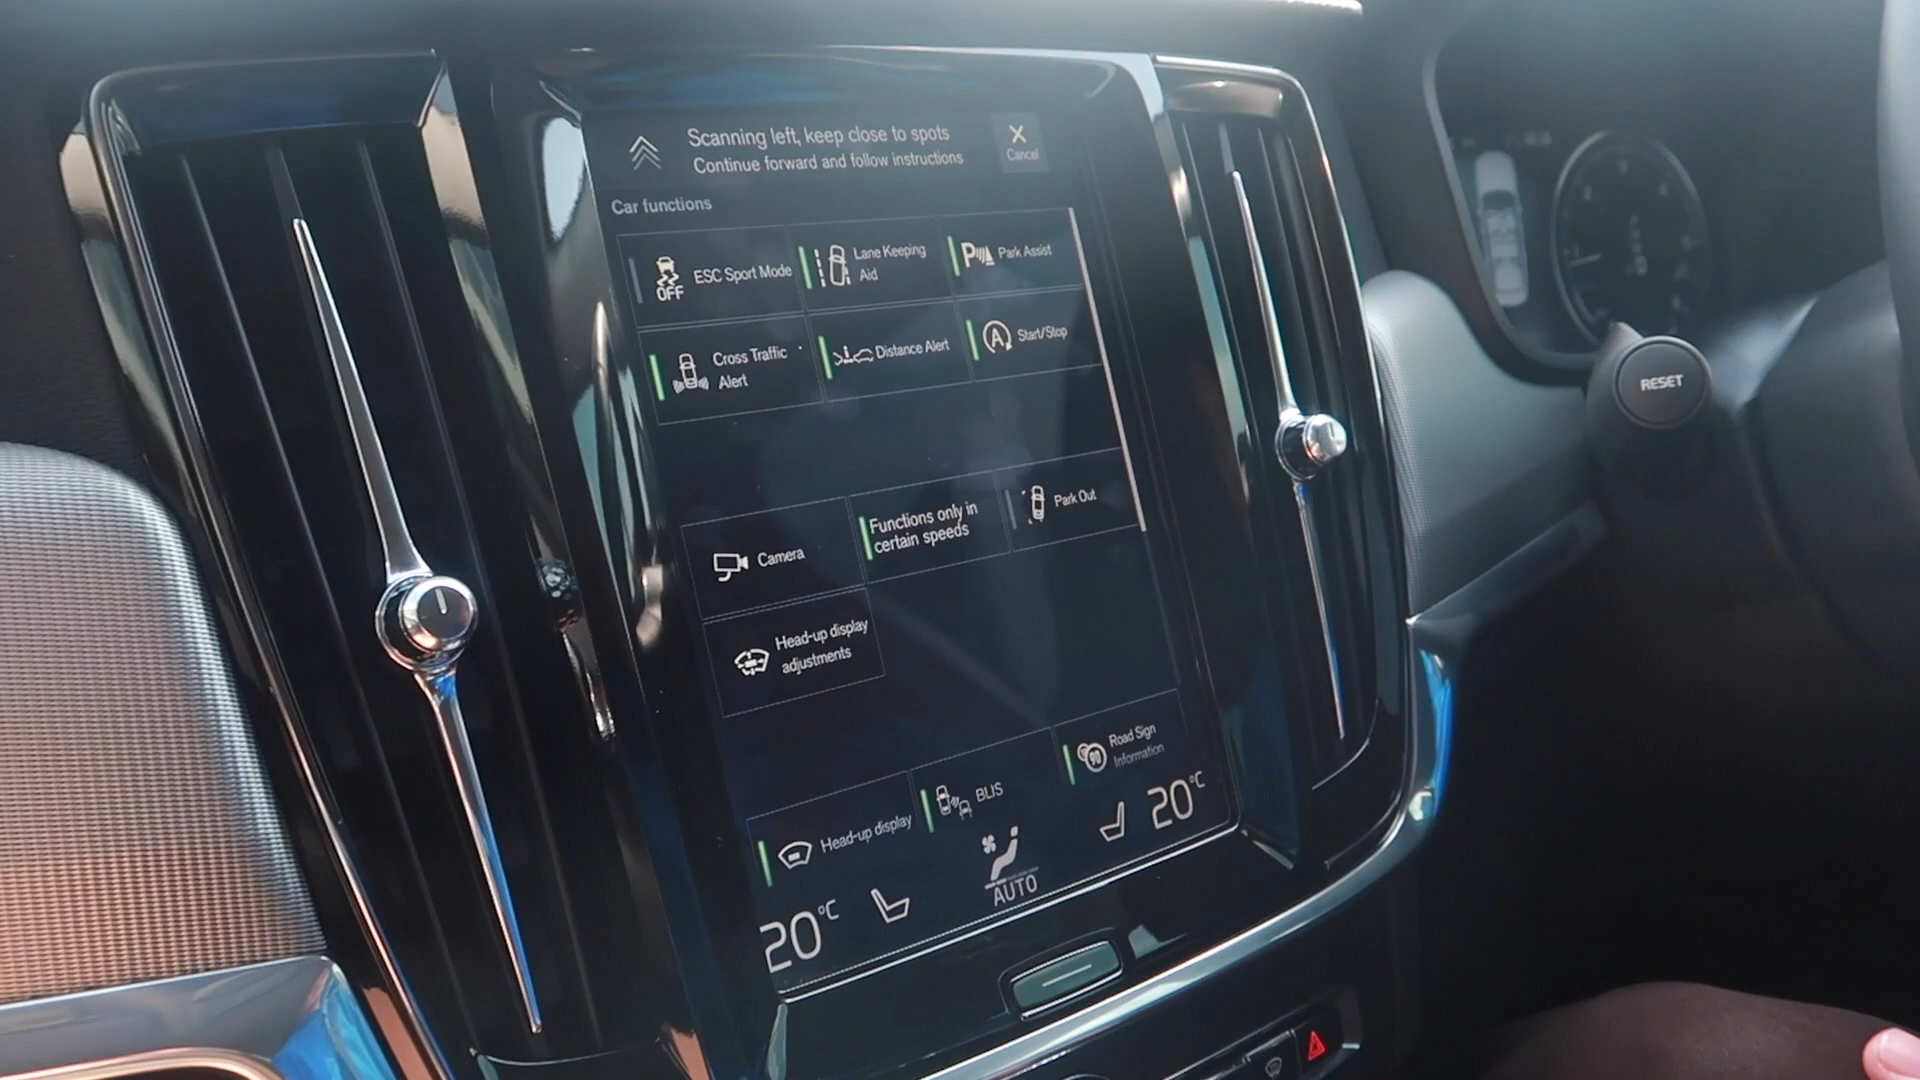 Scanning left, keep close to spots
Continue forward and follow instructions
Cancel
Car functions
OFF
ESC Sport Mode
Lane Keeping
Aid
P
Park Assist
Cross Traffic
Alert
Distance Alert
A
Start/Stop
RESET
Camera
Functions only in
certain speeds
Park Out
Head-up display
adjustments
90
Road Sign
Information
Head-up display
BLIS
20°C
AUTO
20°C